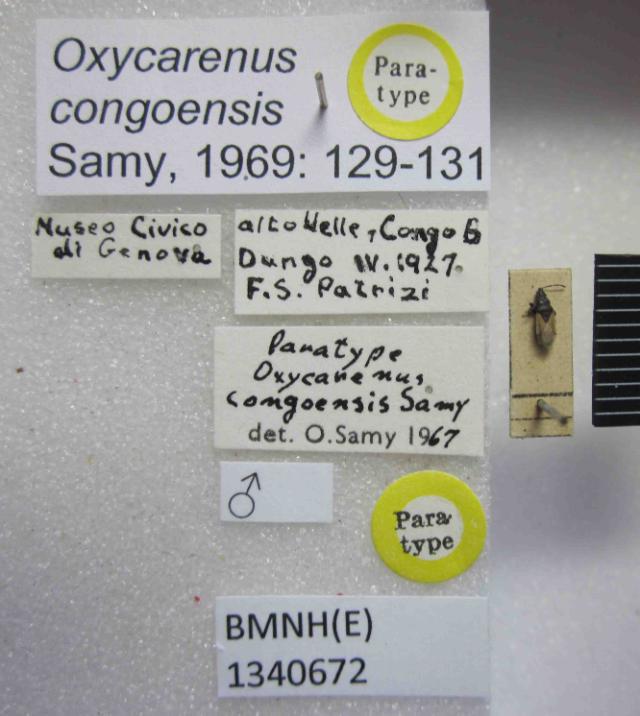 Oxycarenus
congoensis
Samy, 1969: 129-131
Para-
type
Museo Civico
di Genova
alto Uelle, Congo B
Dungo IV. 1927.
F.S. Patrizi
Paratype
Oxycarenus,
congoensis Samy
det. O.Samy 1967
♂
Para
type
BMNH(E)
1340672